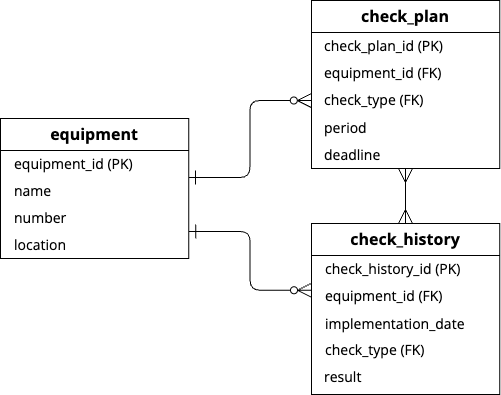 check_plan
check_plan_id (PK)
equipment_id (FK)
check_type (FK)
period
deadline
equipment
equipment_id (PK)
name
number
location
check_history
check_history_id (PK)
equipment_id (FK)
implementation_date
check_type (FK)
result